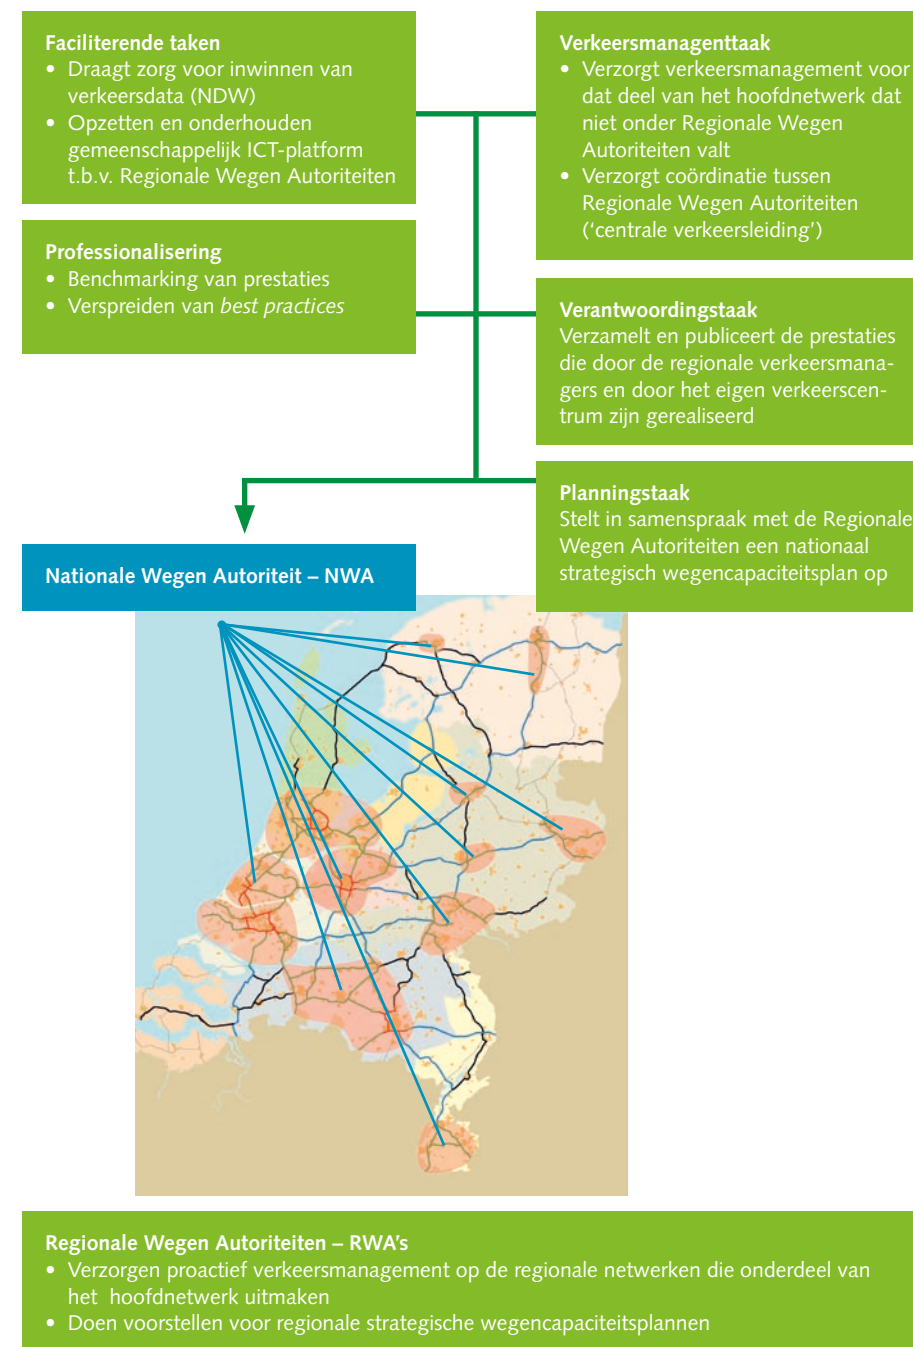 Faciliterende taken
• Draagt zorg voor inwinnen van
verkeersdata (NDW)
• Opzetten en onderhouden
gemeenschappelijk ICT-platform
t.b.v. Regionale Wegen Autoriteiten
Professionalisering
• Benchmarking van prestaties
• Verspreiden van best practices
Verkeersmanagenttaak
• Verzorgt verkeersmanagement voor
dat deel van het hoofdnetwerk dat
niet onder Regionale Wegen
Autoriteiten valt
• Verzorgt coördinatie tussen
Regionale Wegen Autoriteiten
(‘centrale verkeersleiding’)
Verantwoordingstaak
Verzamelt en publiceert de prestaties
die door de regionale verkeersmana-
gers en door het eigen verkeerscen-
trum zijn gerealiseerd
Planningstaak
Stelt in samenspraak met de Regionale
Wegen Autoriteiten een nationaal
strategisch wegencapaciteitsplan op
Nationale Wegen Autoriteit – NWA
Regionale Wegen Autoriteiten – RWA’s
• Verzorgen proactief verkeersmanagement op de regionale netwerken die onderdeel van
het hoofdnetwerk uitmaken
• Doen voorstellen voor regionale strategische wegencapaciteitsplannen